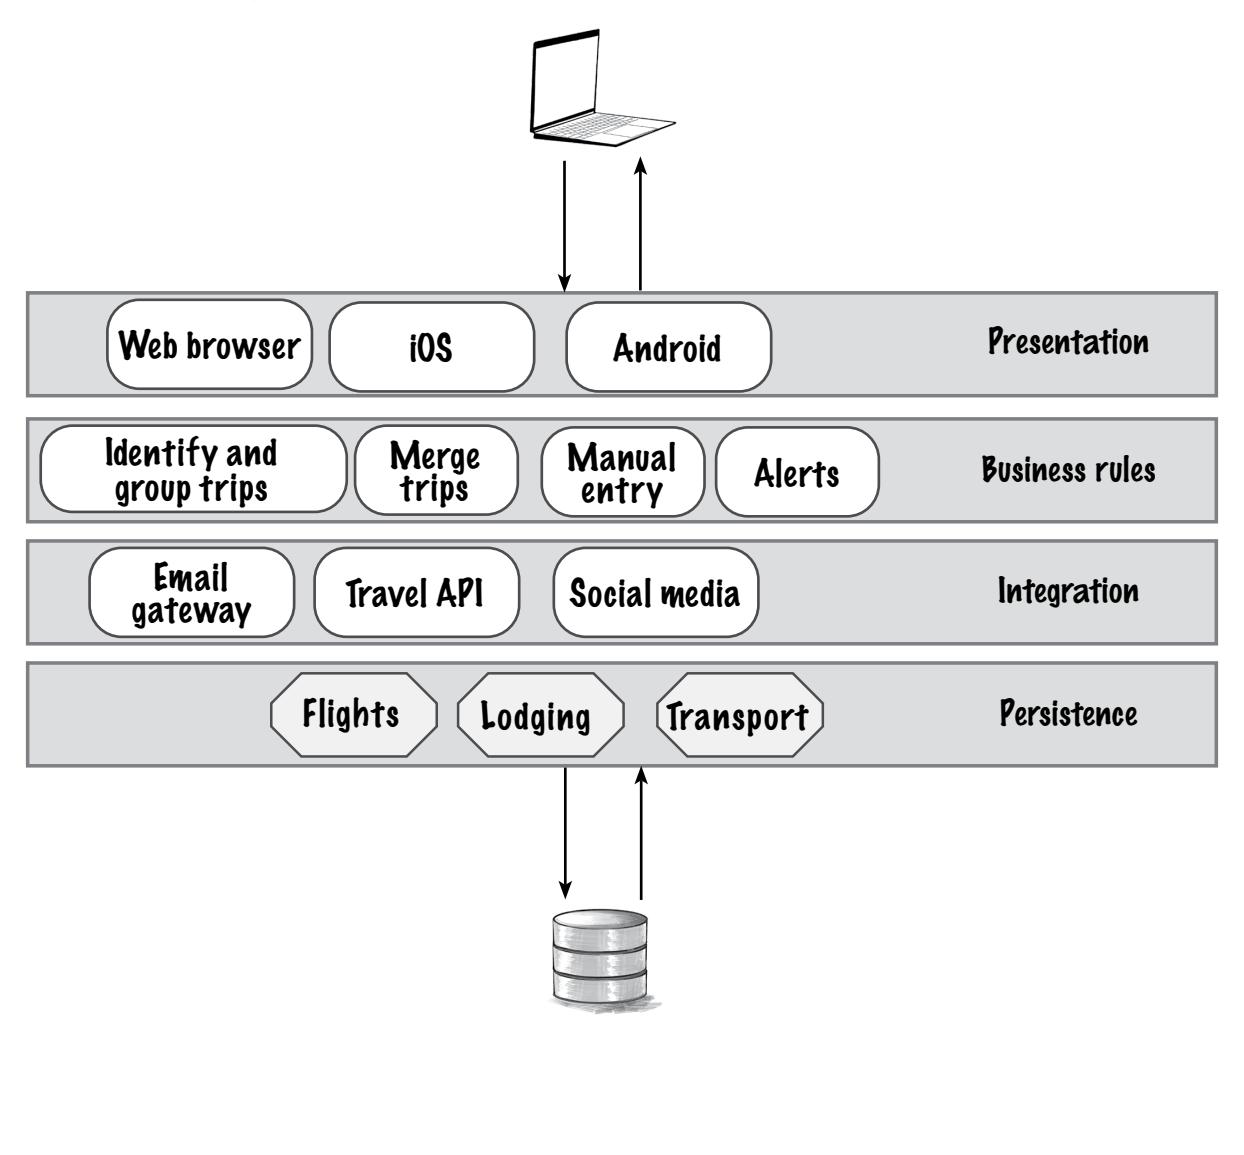 Web browser
iOS
Android
Presentation
Identify and
group trips
Merge
trips
Manual
entry
Alerts
Business rules
Email
gateway
Travel API
Social media
Integration
Flights
Lodging
Transport
Persistence